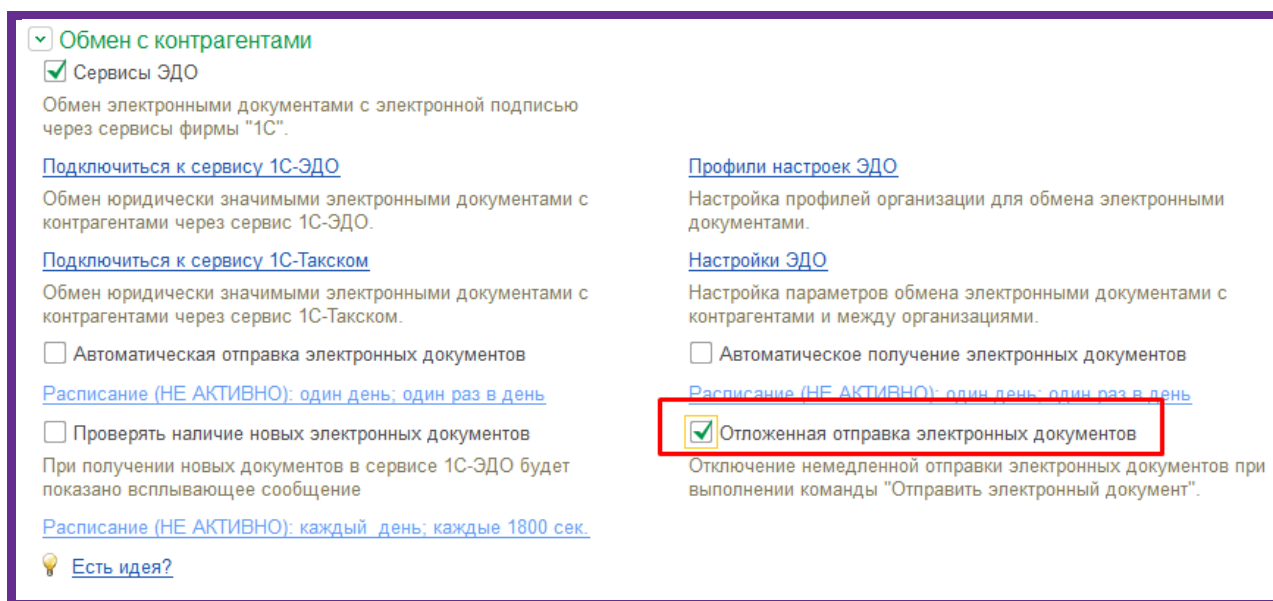 Обмен с контрагентами
Сервисы ЭДО
Обмен электронными документами с электронной подписью
через сервисы фирмы "1С".
Подключиться к сервису 1С-ЭДО
Обмен юридически значимыми электронными документами с
контрагентами через сервис 1С-ЭДО.
Подключиться к сервису 1С-Такском
Обмен юридически значимыми электронными документами с
контрагентами через сервис 1С-Такском.
Автоматическая отправка электронных документов
Расписание (НЕ АКТИВНО): один день; один раз в день
Проверять наличие новых электронных документов
При получении новых документов в сервисе 1С-ЭДО будет
показано всплывающее сообщение
Расписание (НЕ АКТИВНО): каждый  день; каждые 1800 сек.
Есть идея?
Профили настроек ЭДО
Настройка профилей организации для обмена электронными
документами.
Настройки ЭДО
Настройка параметров обмена электронными документами с
контрагентами и между организациями.
Автоматическое получение электронных документов
Расписание (НЕ АКТИВНО): один день; один раз в день
Отложенная отправка электронных документов
Отключение немедленной отправки электронных документов при
выполнении команды "Отправить электронный документ".